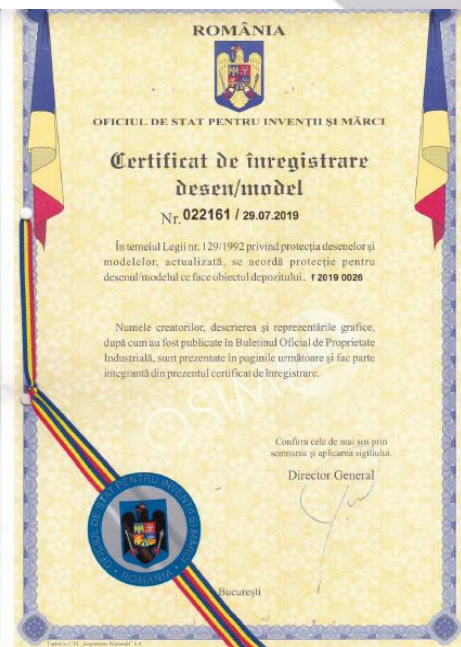 ROMÂNIA
OFICIUL DE STAT PENTRU INVENȚII ȘI MĂRCI
Certificat de înregistrare
desen/model
Nr. 022161 / 29.07.2019
În temeiul Legii nr. 129/1992 privind protecția desenelor și
modelelor, actualizată, se acordă protecție pentru
desenul/modelul ce face obiectul depozitului. f 2019 0026
Numele creatorilor, descrierea și reprezentările grafice,
după cum au fost publicate în Buletinul Oficial de Proprietate
Industrială, sunt prezentate în paginile următoare și fac parte
integrantă din prezentul certificat de înregistrare.
OSIM
Confirm cele de mai sus prin
semnarea și aplicarea sigiliului.
Director General
OFICIUL DE STAT PENTRU INVENȚII ȘI MĂRCI
ROMÂNIA
București